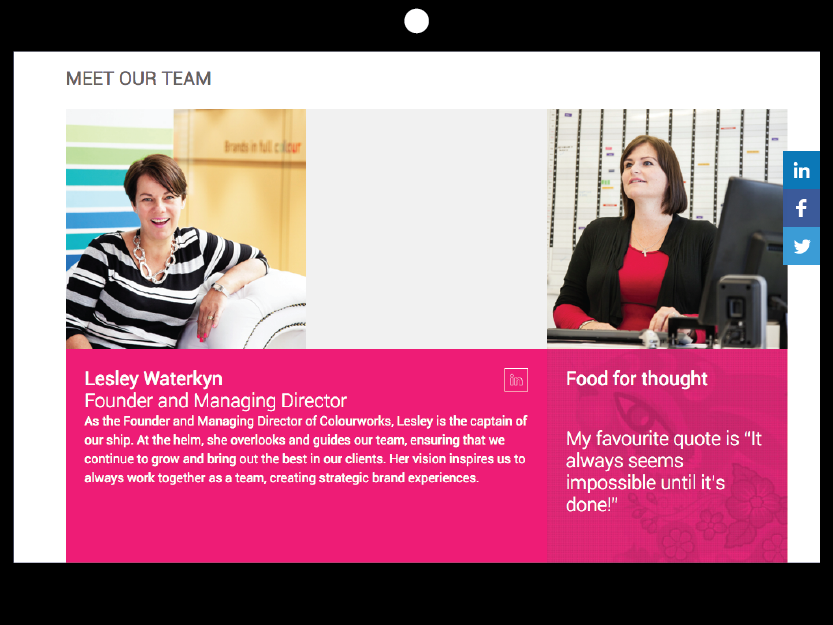 MEET OUR TEAM
Brands in full colour
in
f
Lesley Waterkyn
in
Founder and Managing Director
As the Founder and Managing Director of Colourworks, Lesley is the captain of
our ship. At the helm, she overlooks and guides our team, ensuring that we
continue to grow and bring out the best in our clients. Her vision inspires us to
always work together as a team, creating strategic brand experiences.
Food for thought
My favourite quote is “It
always seems
impossible until it's
done!”